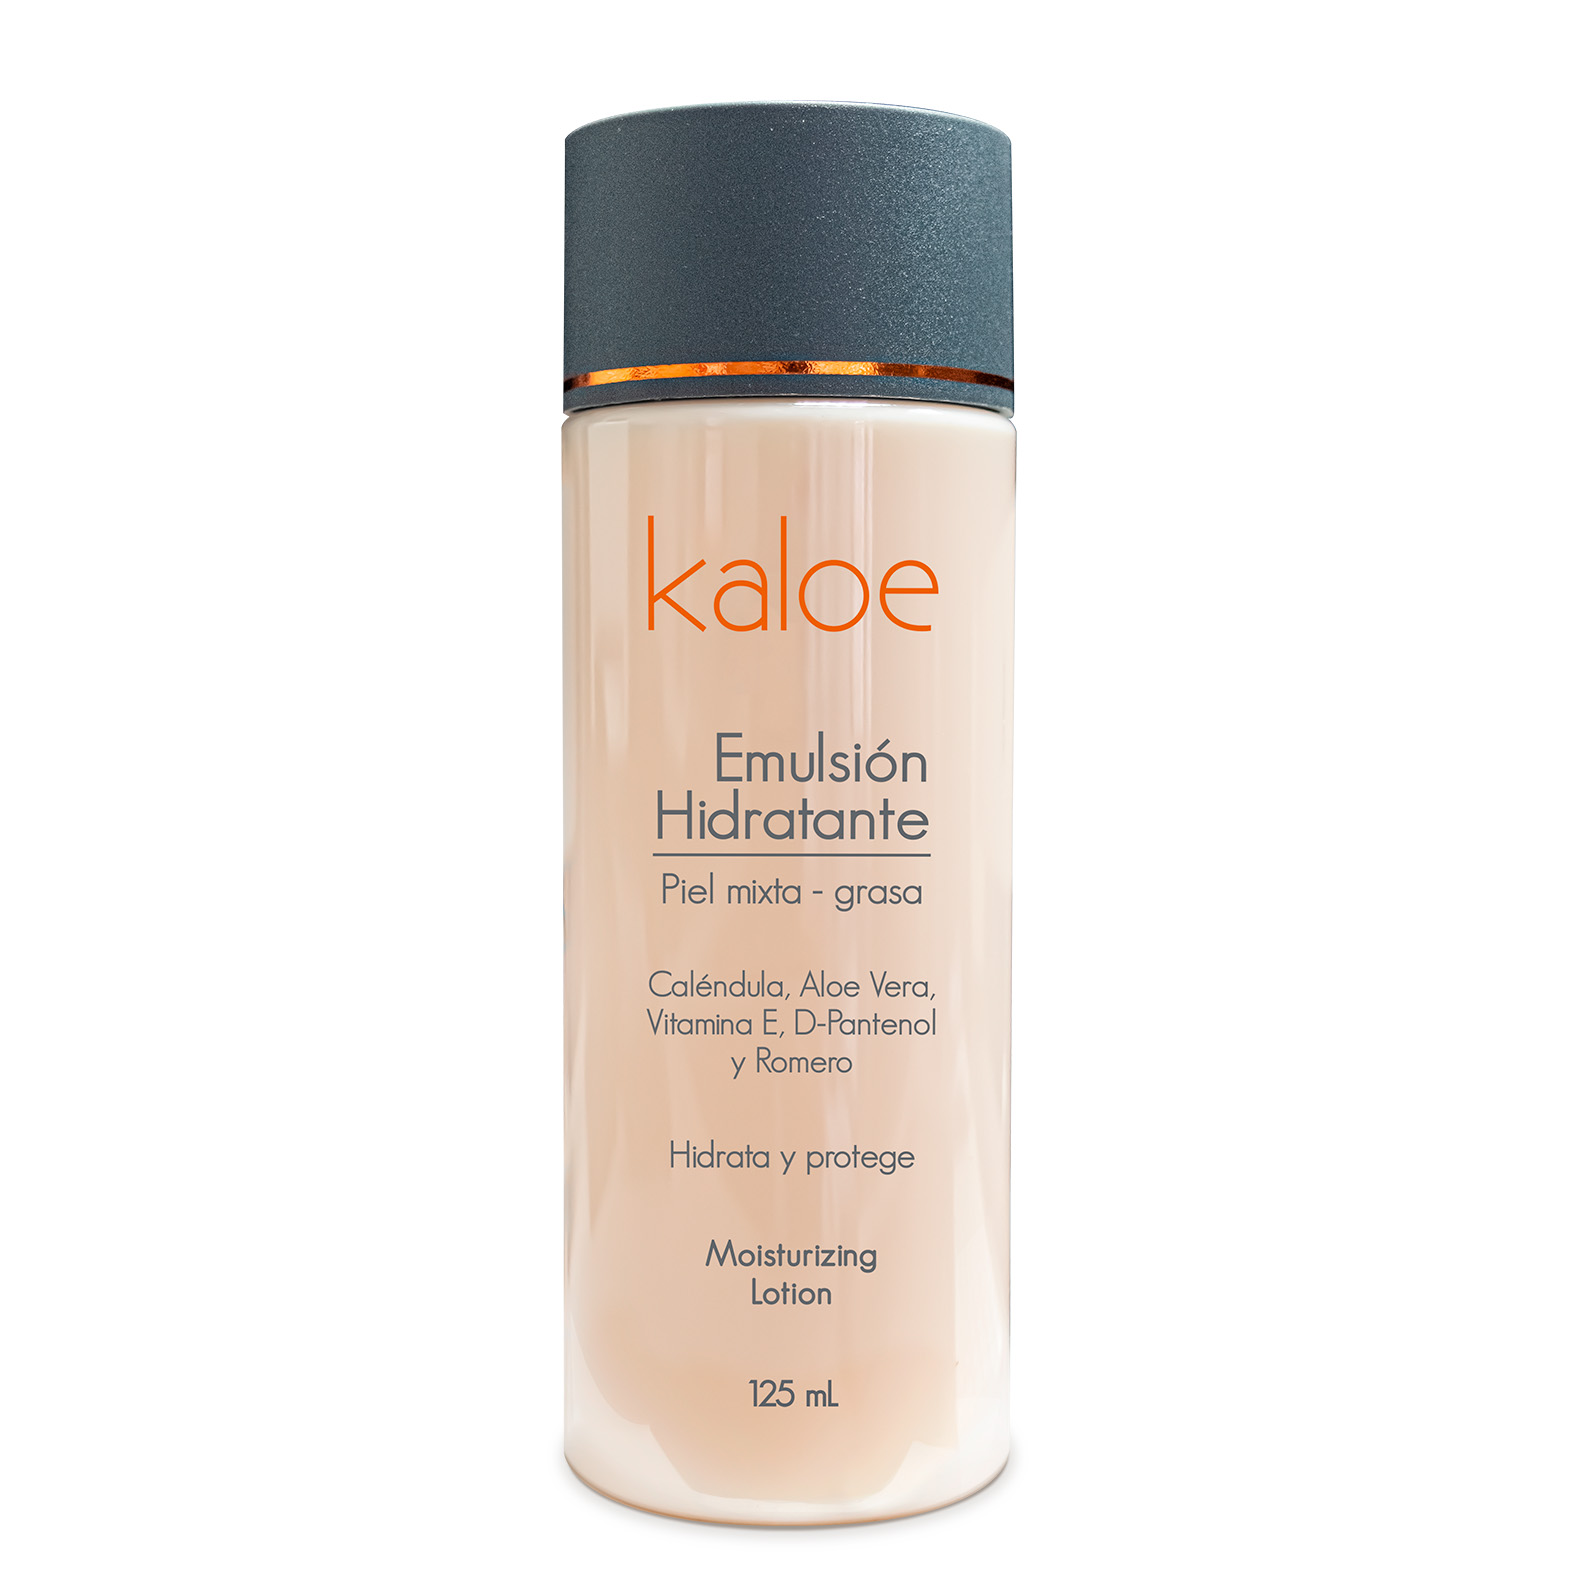 kaloe
Emulsión
Hidratante
Piel mixta - grasa
Caléndula, Aloe Vera,
Vitamina E, D-Pantenol
y Romero
Hidrata y protege
Moisturizing
Lotion
125 mL